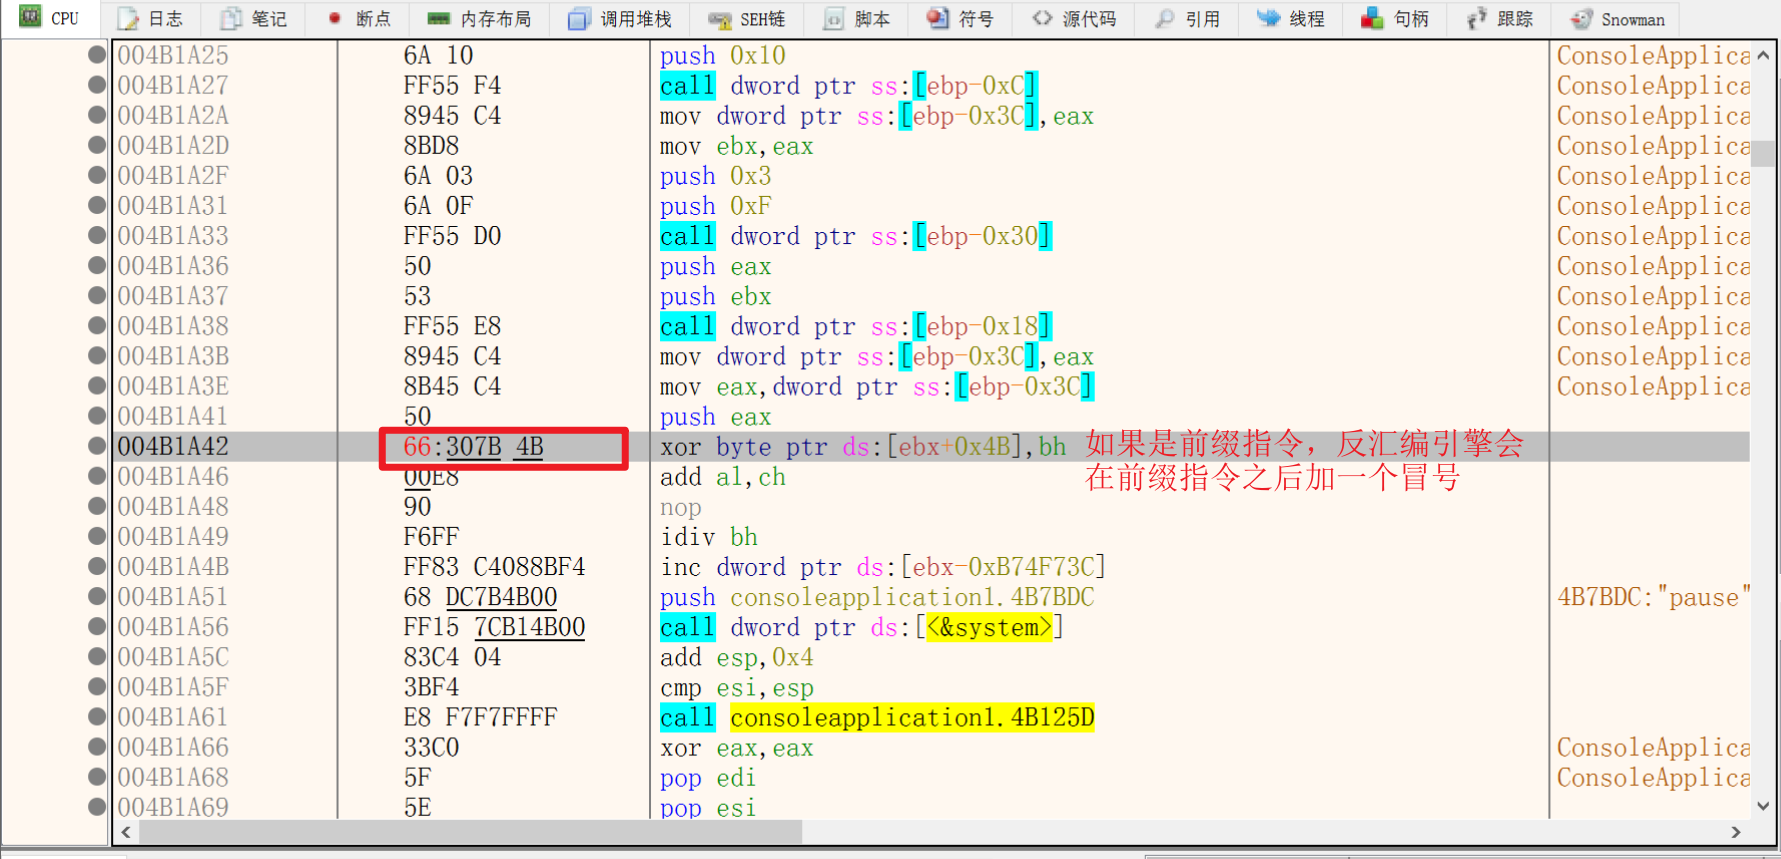 CPU 日志 笔记 断点 内存布局 调用堆栈 SEH链 脚本 符号 源代码 引用 线程 句柄 跟踪 Snowman
004B1A25 6A 10 push 0x10 ConsoleApplica
004B1A27 FF55 F4 call dword ptr ss:[ebp-0xC] ConsoleApplica
004B1A2A 8945 C4 mov dword ptr ss:[ebp-0x3C],eax ConsoleApplica
004B1A2D 8BD8 mov ebx,eax ConsoleApplica
004B1A2F 6A 03 push 0x3 ConsoleApplica
004B1A31 6A 0F push 0xF ConsoleApplica
004B1A33 FF55 D0 call dword ptr ss:[ebp-0x30] ConsoleApplica
004B1A36 50 push eax ConsoleApplica
004B1A37 53 push ebx ConsoleApplica
004B1A38 FF55 E8 call dword ptr ss:[ebp-0x18] ConsoleApplica
004B1A3B 8945 C4 mov dword ptr ss:[ebp-0x3C],eax ConsoleApplica
004B1A3E 8B45 C4 mov eax,dword ptr ss:[ebp-0x3C] ConsoleApplica
004B1A41 50 push eax
004B1A42 66:307B 4B xor byte ptr ds:[ebx+0x4B],bh 如果是前缀指令，反汇编引擎会
在前缀指令之后加一个冒号
004B1A46 00E8 add al,ch
004B1A48 90 nop
004B1A49 F6FF idiv bh
004B1A4B FF83 C4088BF4 inc dword ptr ds:[ebx-0xB74F73C]
004B1A51 68 DC7B4B00 push consoleapplication1.4B7BDC 4B7BDC:"pause"
004B1A56 FF15 7CB14B00 call dword ptr ds:[<&system>]
004B1A5C 83C4 04 add esp,0x4
004B1A5F 3BF4 cmp esi,esp
004B1A61 E8 F7F7FFFF call consoleapplication1.4B125D
004B1A66 33C0 xor eax,eax ConsoleApplica
004B1A68 5F pop edi ConsoleApplica
004B1A69 5E pop esi